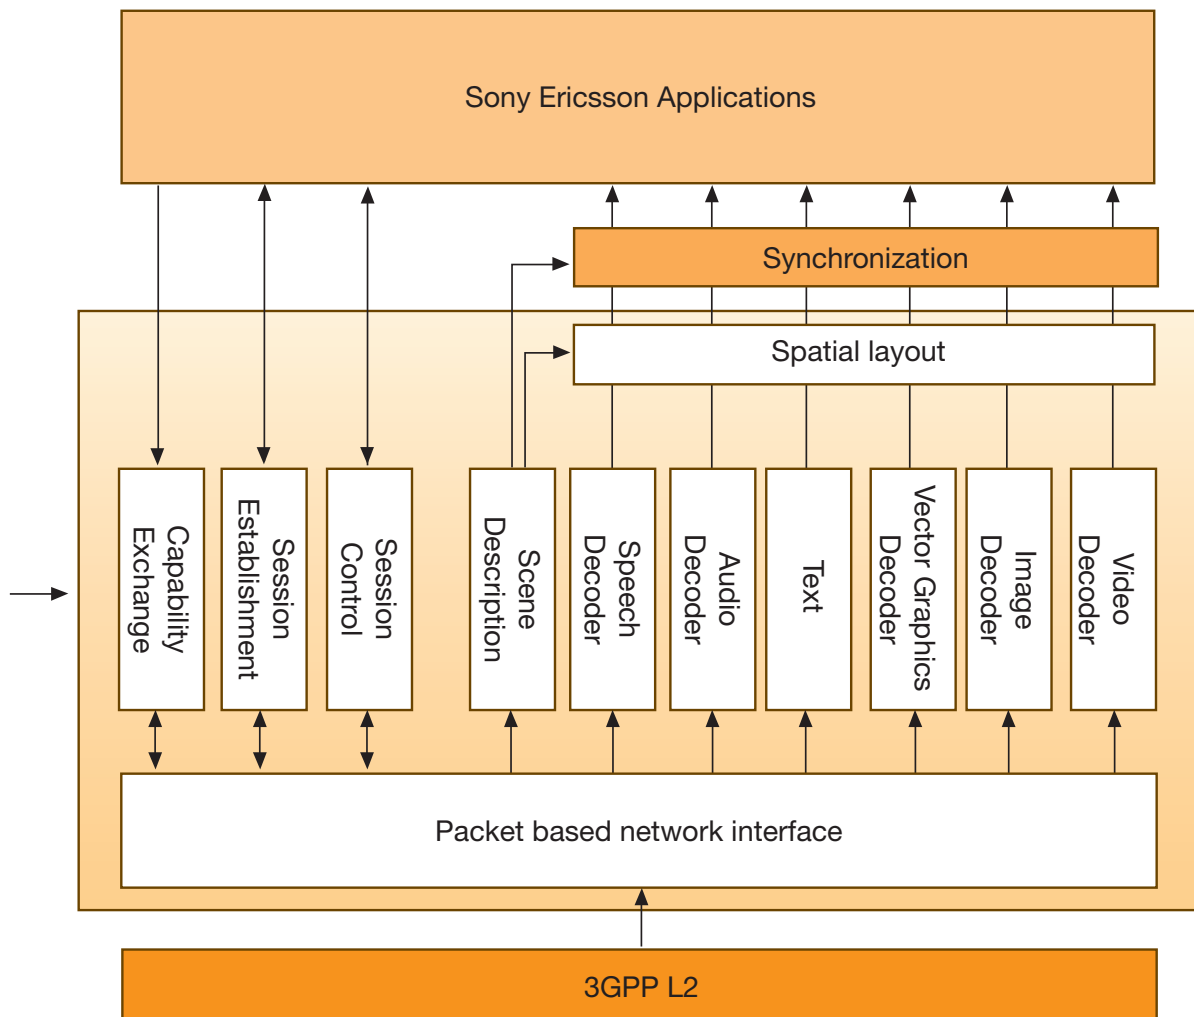 Sony Ericsson Applications
Synchronization
Spatial layout
Capability
Exchange
Session
Establishment
Session
Control
Scene
Description
Speech
Decoder
Audio
Decoder
Text
Vector Graphics
Decoder
Image
Decoder
Video
Decoder
Packet based network interface
3GPP L2